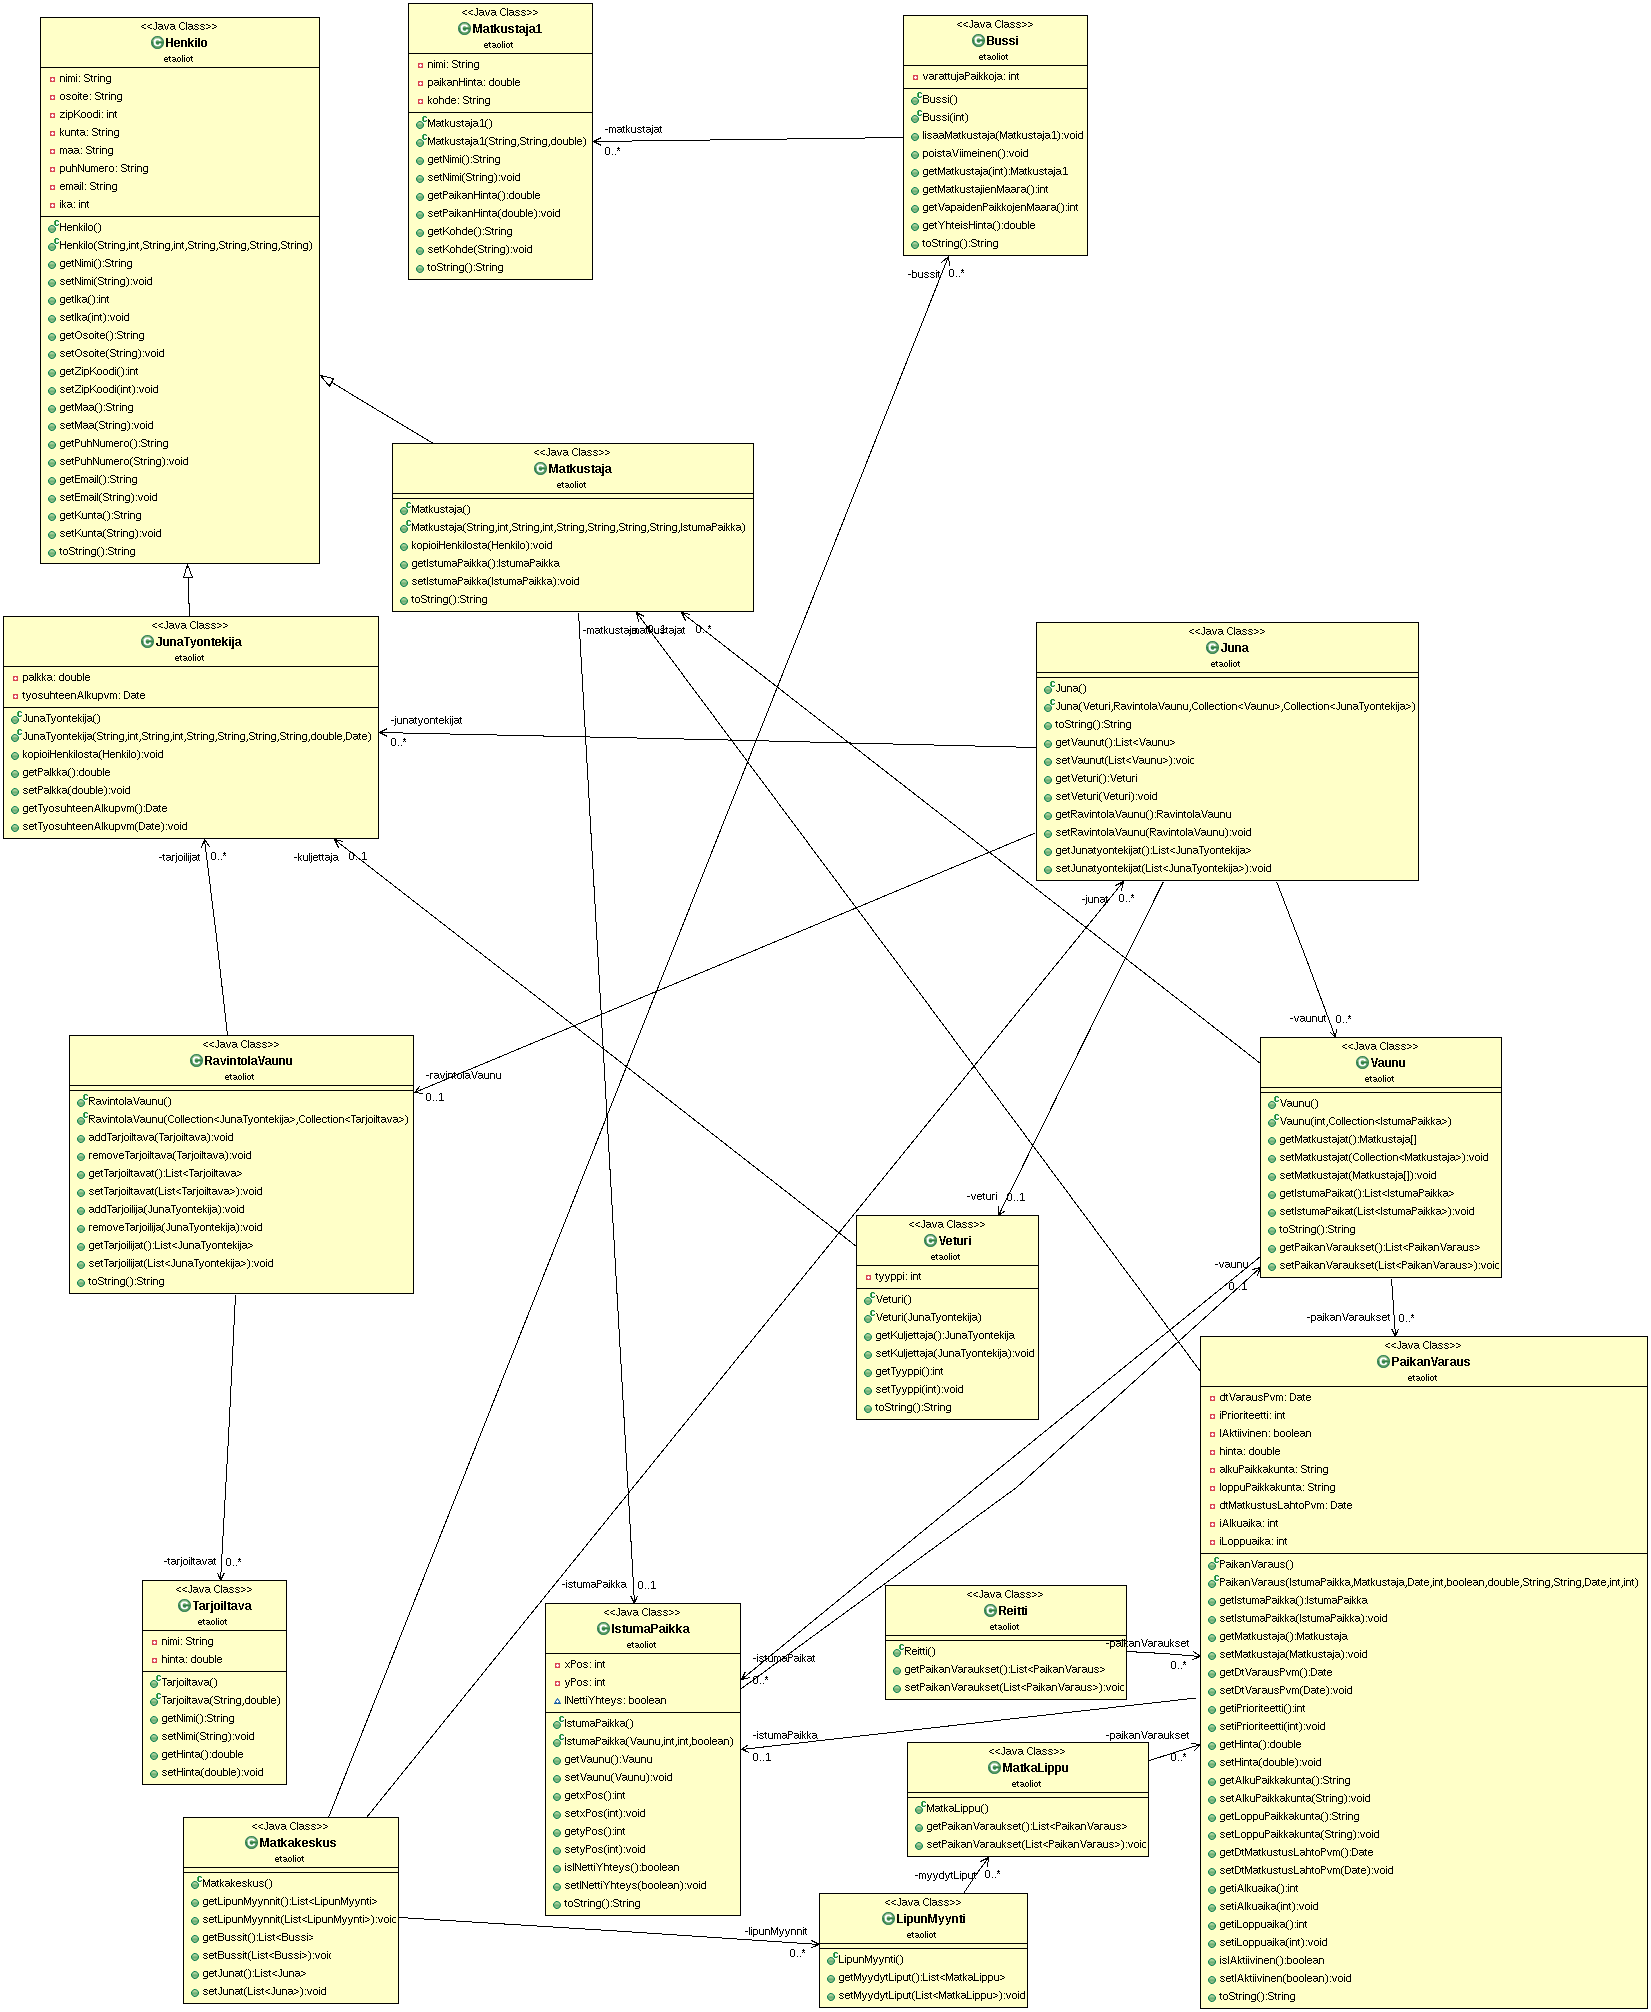 <<Java Class>>
Henkilo
etaoliot
nimi: String
osoite: String
zipKoodi: int
kunta: String
maa: String
puhNumero: String
email: String
ika: int
Henkilo()
Henkilo(String,int,String,int,String,String,String,String)
getNimi():String
setNimi(String):void
getIka():int
setIka(int):void
getOsoite():String
setOsoite(String):void
getZipKoodi():int
setZipKoodi(int):void
getMaa():String
setMaa(String):void
getPuhNumero():String
setPuhNumero(String):void
getEmail():String
setEmail(String):void
getKunta():String
setKunta(String):void
toString():String
<<Java Class>>
Matkustaja1
etaoliot
nimi: String
paikanHinta: double
kohde: String
Matkustaja1()
Matkustaja1(String,String,double)
getNimi():String
setNimi(String):void
getPaikanHinta():double
setPaikanHinta(double):void
getKohde():String
setKohde(String):void
toString():String
-matkustajat
0..*
<<Java Class>>
Bussi
etaoliot
varattujaPaikkoja: int
Bussi()
Bussi(int)
lisaaMatkustaja(Matkustaja1):void
poistaViimeinen():void
getMatkustaja(int):Matkustaja1
getMatkustajienMaara():int
getVapaidenPaikkojenMaara():int
getYhteisHinta():double
toString():String
-bussit 0..*
<<Java Class>>
Matkustaja
etaoliot
Matkustaja()
Matkustaja(String,int,String,int,String,String,String,String,IstumaPaikka)
kopioiHenkilosta(Henkilo):void
getIstumaPaikka():IstumaPaikka
setIstumaPaikka(IstumaPaikka):void
toString():String
-matkustaja 0..1
-matkustajat 0..*
<<Java Class>>
JunaTyontekija
etaoliot
palkka: double
tyosuhteenAlkupvm: Date
JunaTyontekija()
JunaTyontekija(String,int,String,int,String,String,String,String,double,Date)
kopioiHenkilosta(Henkilo):void
getPalkka():double
setPalkka(double):void
getTyosuhteenAlkupvm():Date
setTyosuhteenAlkupvm(Date):void
-junatyontekijat
0..*
-tarjoilijat 0..*
-kuljettaja 0..1
<<Java Class>>
Juna
etaoliot
Juna()
Juna(Veturi,RavintolaVaunu,Collection<Vaunu>,Collection<JunaTyontekija>)
toString():String
getVaunut():List<Vaunu>
setVaunut(List<Vaunu>):void
getVeturi():Veturi
setVeturi(Veturi):void
getRavintolaVaunu():RavintolaVaunu
setRavintolaVaunu(RavintolaVaunu):void
getJunatyontekijat():List<JunaTyontekija>
setJunatyontekijat(List<JunaTyontekija>):void
-junat 0..*
-vaunut 0..*
<<Java Class>>
RavintolaVaunu
etaoliot
RavintolaVaunu()
RavintolaVaunu(Collection<JunaTyontekija>,Collection<Tarjoiltava>)
addTarjoiltava(Tarjoiltava):void
removeTarjoiltava(Tarjoiltava):void
getTarjoiltavat():List<Tarjoiltava>
setTarjoiltavat(List<Tarjoiltava>):void
addTarjoilija(JunaTyontekija):void
removeTarjoilija(JunaTyontekija):void
getTarjoilijat():List<JunaTyontekija>
setTarjoilijat(List<JunaTyontekija>):void
toString():String
-ravintolaVaunu
0..1
<<Java Class>>
Vaunu
etaoliot
Vaunu()
Vaunu(int,Collection<IstumaPaikka>)
getMatkustajat():Matkustaja[]
setMatkustajat(Collection<Matkustaja>):void
setMatkustajat(Matkustaja[]):void
getIstumaPaikat():List<IstumaPaikka>
setIstumaPaikat(List<IstumaPaikka>):void
toString():String
getPaikanVaraukset():List<PaikanVaraus>
setPaikanVaraukset(List<PaikanVaraus>):void
-vaunu
0..1
-paikanVaraukset 0..*
-veturi 0..1
<<Java Class>>
Veturi
etaoliot
tyyppi: int
Veturi()
Veturi(JunaTyontekija)
getKuljettaja():JunaTyontekija
setKuljettaja(JunaTyontekija):void
getTyyppi():int
setTyyppi(int):void
toString():String
<<Java Class>>
PaikanVaraus
etaoliot
dtVarausPvm: Date
iPrioriteetti: int
lAktiivinen: boolean
hinta: double
alkuPaikkakunta: String
loppuPaikkakunta: String
dtMatkustusLahtoPvm: Date
iAlkuaika: int
iLoppuaika: int
PaikanVaraus()
PaikanVaraus(IstumaPaikka,Matkustaja,Date,int,boolean,double,String,String,Date,int,int)
getIstumaPaikka():IstumaPaikka
setIstumaPaikka(IstumaPaikka):void
getMatkustaja():Matkustaja
setMatkustaja(Matkustaja):void
getDtVarausPvm():Date
setDtVarausPvm(Date):void
getiPrioriteetti():int
setiPrioriteetti(int):void
getHinta():double
setHinta(double):void
getAlkuPaikkakunta():String
setAlkuPaikkakunta(String):void
getLoppuPaikkakunta():String
setLoppuPaikkakunta(String):void
getDtMatkustusLahtoPvm():Date
setDtMatkustusLahtoPvm(Date):void
getiAlkuaika():int
setiAlkuaika(int):void
getiLoppuaika():int
setiLoppuaika(int):void
islAktiivinen():boolean
setlAktiivinen(boolean):void
toString():String
-tarjoiltavat 0..*
<<Java Class>>
Tarjoiltava
etaoliot
nimi: String
hinta: double
Tarjoiltava()
Tarjoiltava(String,double)
getNimi():String
setNimi(String):void
getHinta():double
setHinta(double):void
-istumaPaikka 0..1
<<Java Class>>
IstumaPaikka
etaoliot
xPos: int
yPos: int
lNettiYhteys: boolean
IstumaPaikka()
IstumaPaikka(Vaunu,int,int,boolean)
getVaunu():Vaunu
setVaunu(Vaunu):void
getxPos():int
setxPos(int):void
getyPos():int
setyPos(int):void
islNettiYhteys():boolean
setlNettiYhteys(boolean):void
toString():String
-istumaPaikat
0..*
-istumaPaikka
0..1
<<Java Class>>
Reitti
etaoliot
Reitti()
getPaikanVaraukset():List<PaikanVaraus>
setPaikanVaraukset(List<PaikanVaraus>):void
-paikanVaraukset
0..*
<<Java Class>>
MatkaLippu
etaoliot
MatkaLippu()
getPaikanVaraukset():List<PaikanVaraus>
setPaikanVaraukset(List<PaikanVaraus>):void
-paikanVaraukset
0..*
-myydytLiput 0..*
<<Java Class>>
Matkakeskus
etaoliot
Matkakeskus()
getLipunMyynnit():List<LipunMyynti>
setLipunMyynnit(List<LipunMyynti>):void
getBussit():List<Bussi>
setBussit(List<Bussi>):void
getJunat():List<Juna>
setJunat(List<Juna>):void
-lipunMyynnit
0..*
<<Java Class>>
LipunMyynti
etaoliot
LipunMyynti()
getMyydytLiput():List<MatkaLippu>
setMyydytLiput(List<MatkaLippu>):void